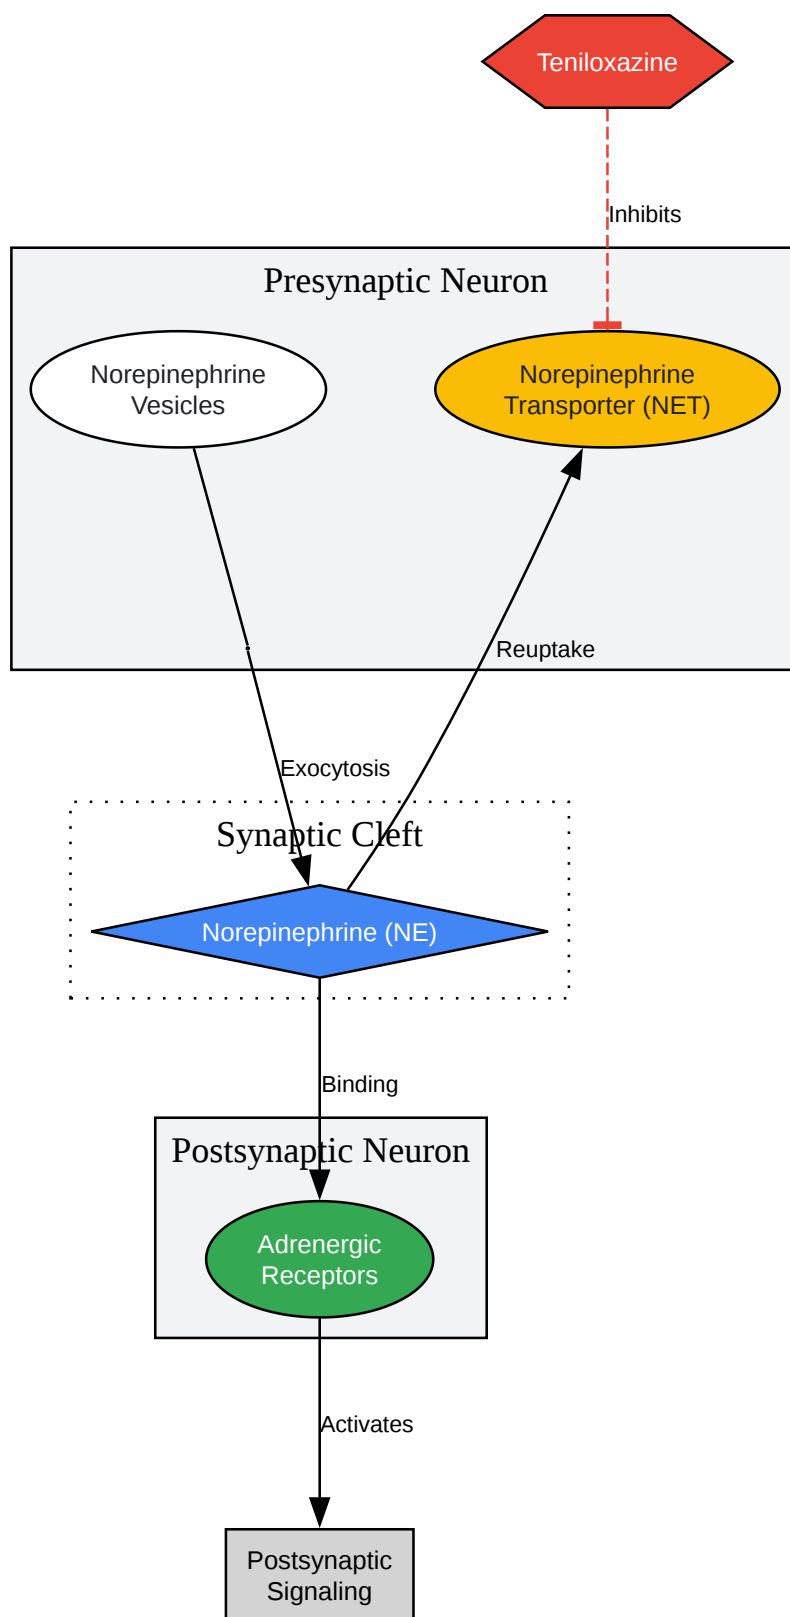 Teniloxazine
Inhibits
Presynaptic Neuron
Norepinephrine
Vesicles
Norepinephrine
Transporter (NET)
Reuptake
Exocytosis
Synaptic Cleft
Norepinephrine (NE)
Binding
Postsynaptic Neuron
Adrenergic
Receptors
Activates
Postsynaptic
Signaling